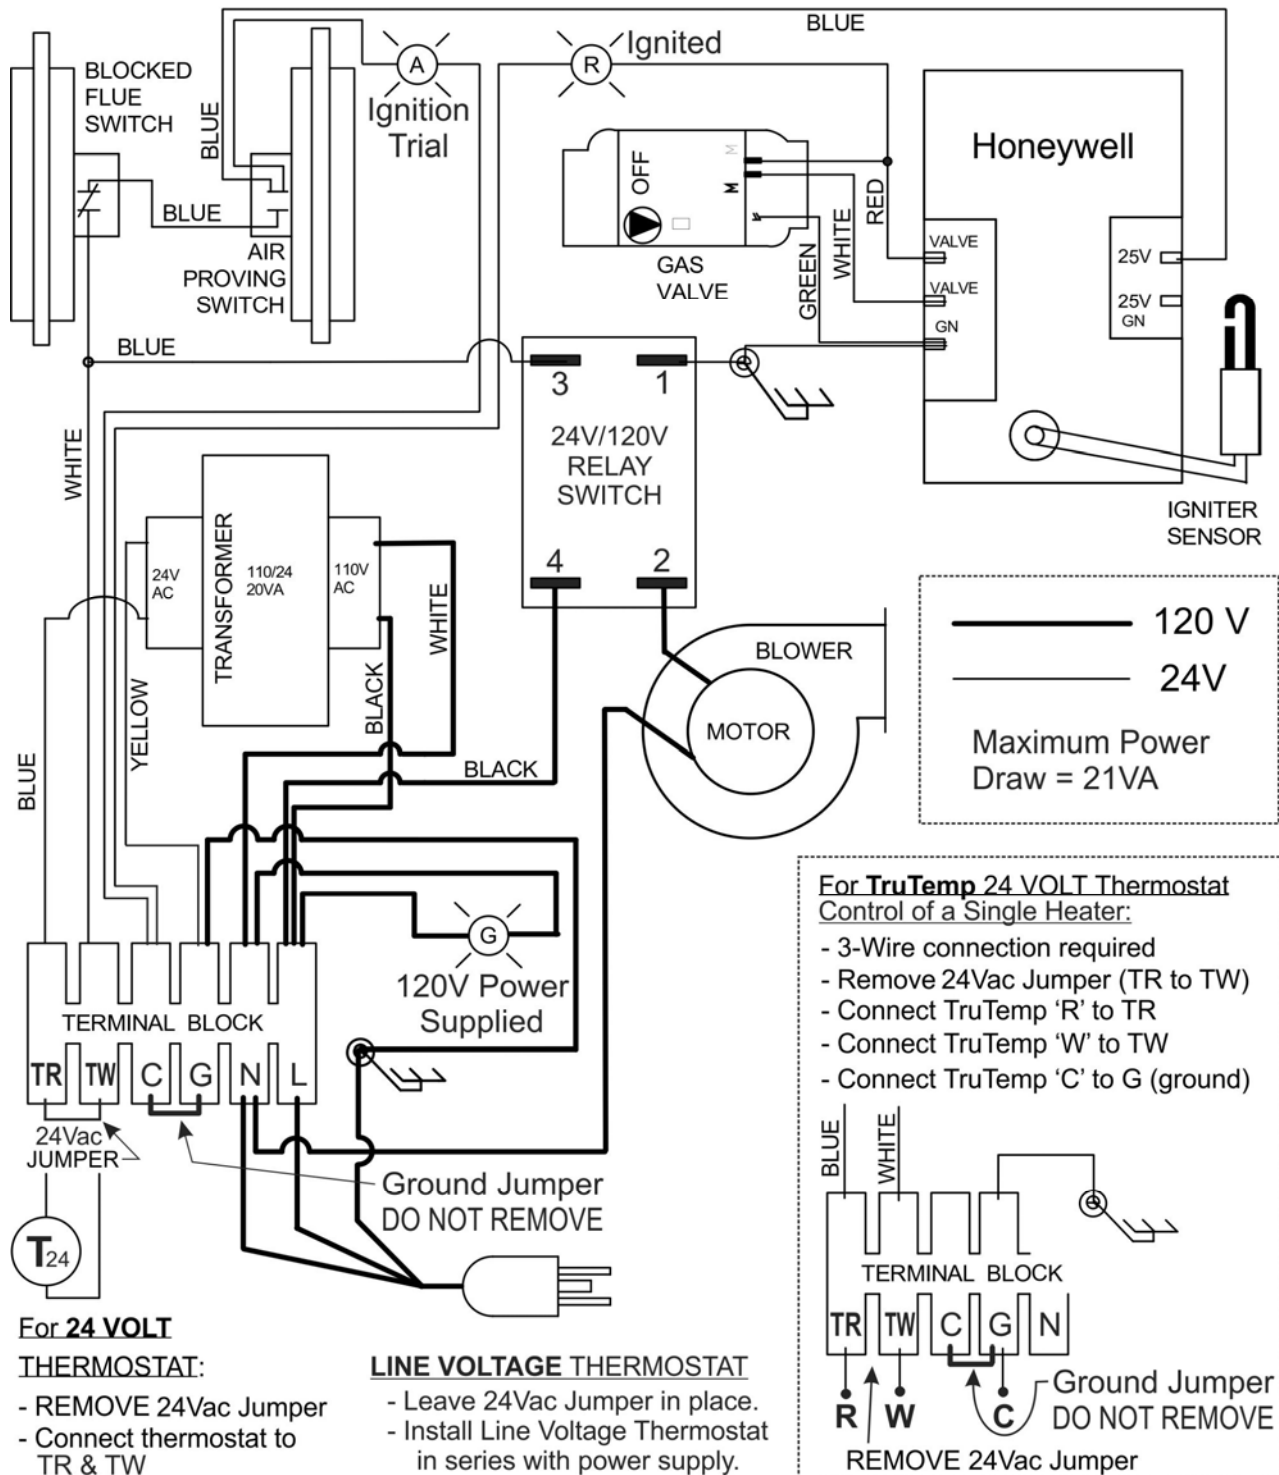 BLUE
Ignited
BLOCKED
FLUE
SWITCH
BLUE
A
R
Ignition
Trial
Honeywell
M
OFF
M
BLUE
AIR
PROVING
SWITCH
GAS
VALVE
GREEN
WHITE
RED
VALVE
VALVE
GN
25V
25V
GN
BLUE
3
1
24V/120V
RELAY
SWITCH
4
2
IGNITER
SENSOR
WHITE
24V
AC
TRANSFORMER
110/24
20VA
110V
AC
WHITE
BLACK
YELLOW
BLUE
BLACK
BLOWER
MOTOR
120 V
24V
Maximum Power
Draw = 21VA
G
120V Power
Supplied
TERMINAL BLOCK
TR TW C G N L
24Vac
JUMPER
Ground Jumper
DO NOT REMOVE
T24
For 24 VOLT
THERMOSTAT:
- REMOVE 24Vac Jumper
- Connect thermostat to
TR & TW
LINE VOLTAGE THERMOSTAT
- Leave 24Vac Jumper in place.
- Install Line Voltage Thermostat
in series with power supply.
For TruTemp 24 VOLT Thermostat
Control of a Single Heater:
- 3-Wire connection required
- Remove 24Vac Jumper (TR to TW)
- Connect TruTemp 'R' to TR
- Connect TruTemp 'W' to TW
- Connect TruTemp 'C' to G (ground)
BLUE
WHITE
TERMINAL BLOCK
TR TW C G N
R W C
Ground Jumper
DO NOT REMOVE
REMOVE 24Vac Jumper